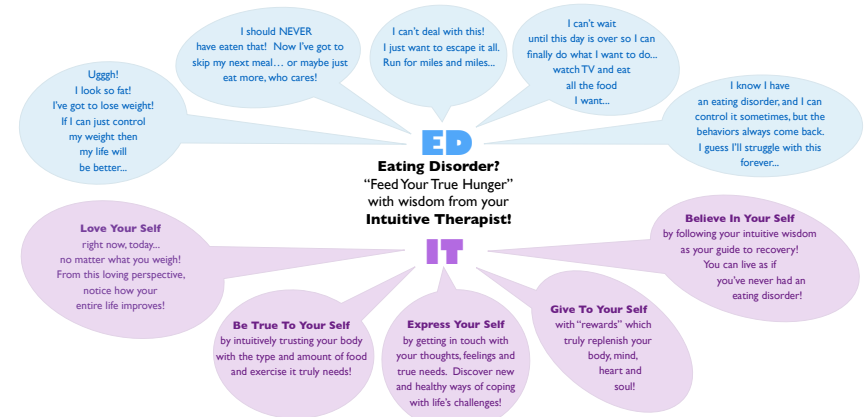 Ugggh!
I look so fat!
I've got to lose weight!
If I can just control
my weight then
my life will
be better...
I should NEVER
have eaten that! Now I've got to
skip my next meal... or maybe just
eat more, who cares!
I can't deal with this!
I just want to escape it all.
Run for miles and miles...
I can't wait
until this day is over so I can
finally do what I want to do...
watch TV and eat
all the food
I want...
I know I have
an eating disorder, and I can
control it sometimes, but the
behaviors always come back.
I guess I'll struggle with this
forever...
ED
Eating Disorder?
“Feed Your True Hunger”
with wisdom from your
Intuitive Therapist!
IT
Love Your Self
right now, today...
no matter what you weigh!
From this loving perspective,
notice how your
entire life improves!
Be True To Your Self
by intuitively trusting your body
with the type and amount of food
and exercise it truly needs!
Express Your Self
by getting in touch with
your thoughts, feelings and
true needs. Discover new
and healthy ways of coping
with life's challenges!
Give To Your Self
with “rewards” which
truly replenish your
body, mind,
heart and
soul!
Believe In Your Self
by following your intuitive wisdom
as your guide to recovery!
You can live as if
you've never had an
eating disorder!